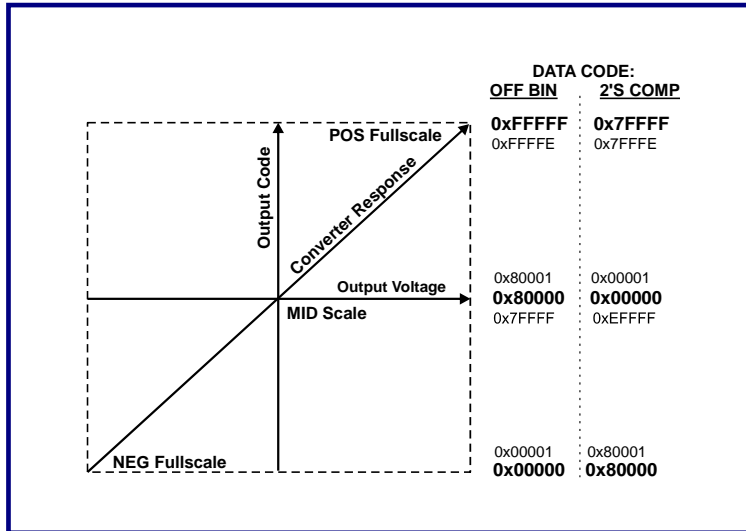 DATA CODE:
OFF BIN 2'S COMP
0xFFFFF 0x7FFFF
0xFFFFE 0x7FFFE
POS Fullscale
Output Code
Converter Response
0x80001 0x00001
Output Voltage
0x80000 0x00000
MID Scale
0x7FFFF 0xEFFFF
0x00001 0x80001
NEG Fullscale
0x00000 0x80000